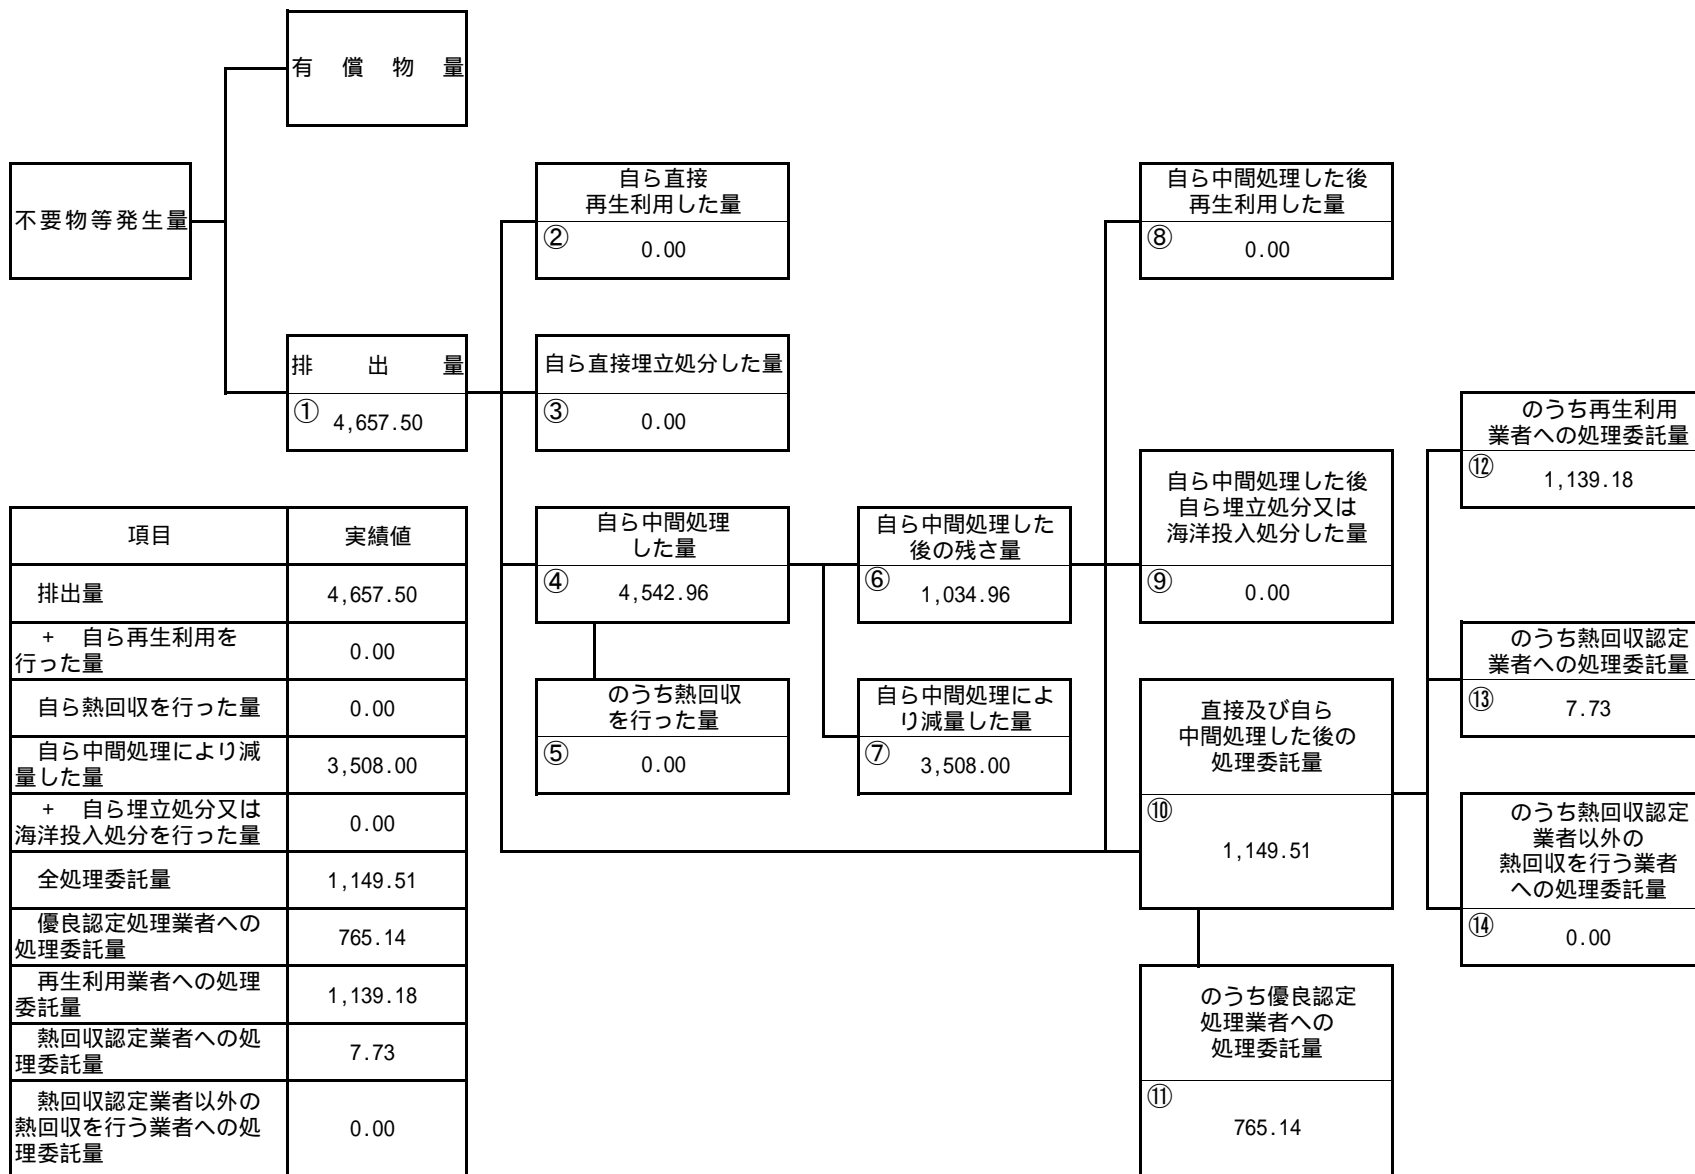 有償物量
不要物等発生量
自ら直接
再生利用した量
② 0.00
自ら中間処理した後
再生利用した量
⑧ 0.00
排出量
① 4,657.50
自ら直接埋立処分した量
③ 0.00
のうち再生利用
業者への処理委託量
⑫ 1,139.18
自ら中間処理した後
自ら埋立処分又は
海洋投入処分した量
⑨ 0.00
自ら中間処理
した量
④ 4,542.96
自ら中間処理した
後の残さ量
⑥ 1,034.96
のうち熱回収認定
業者への処理委託量
⑬ 7.73
のうち熱回収
を行った量
⑤ 0.00
自ら中間処理によ
り減量した量
⑦ 3,508.00
直接及び自ら
中間処理した後の
処理委託量
⑩
1,149.51
のうち熱回収認定
業者以外の
熱回収を行う業者
への処理委託量
⑭ 0.00
のうち優良認定
処理業者への
処理委託量
⑪
765.14
項目 実績値
排出量 4,657.50
+ 自ら再生利用を
行った量 0.00
自ら熱回収を行った量 0.00
自ら中間処理により減
量した量 3,508.00
+ 自ら埋立処分又は
海洋投入処分を行った量 0.00
全処理委託量 1,149.51
優良認定処理業者への
処理委託量 765.14
再生利用業者への処理
委託量 1,139.18
熱回収認定業者への処
理委託量 7.73
熱回収認定業者以外の
熱回収を行う業者への処
理委託量 0.00